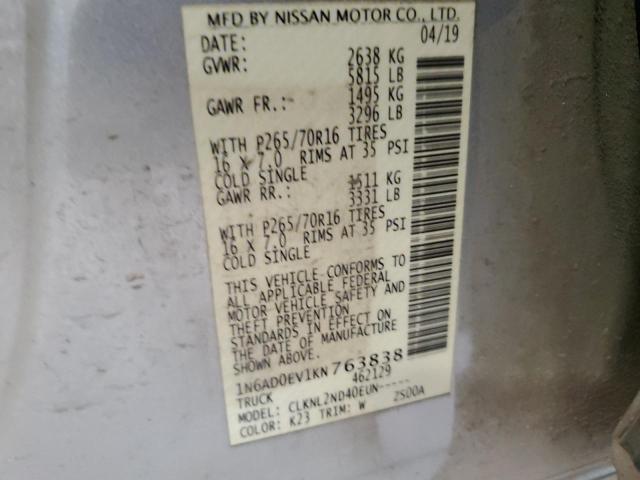 MFD BY NISSAN MOTOR CO., LTD.
DATE: 04/19
GVWR: 2638 KG
5815 LB
GAWR FR.: 1495 KG
3296 LB
WITH P265/70R16 TIRES
16 X 7.0 RIMS AT 35 PSI
COLD SINGLE
GAWR RR.: 1511 KG
3331 LB
WITH P265/70R16 TIRES
16 X 7.0 RIMS AT 35 PSI
COLD SINGLE
THIS VEHICLE CONFORMS TO
ALL APPLICABLE FEDERAL
MOTOR VEHICLE SAFETY AND
THEFT PREVENTION
STANDARDS IN EFFECT ON
THE DATE OF MANUFACTURE
SHOWN ABOVE.
1N6AD0EV1KN763838
TRUCK 462129
MODEL: CLKNL2ND40EUN-----
COLOR: K23 TRIM: W 2S00A